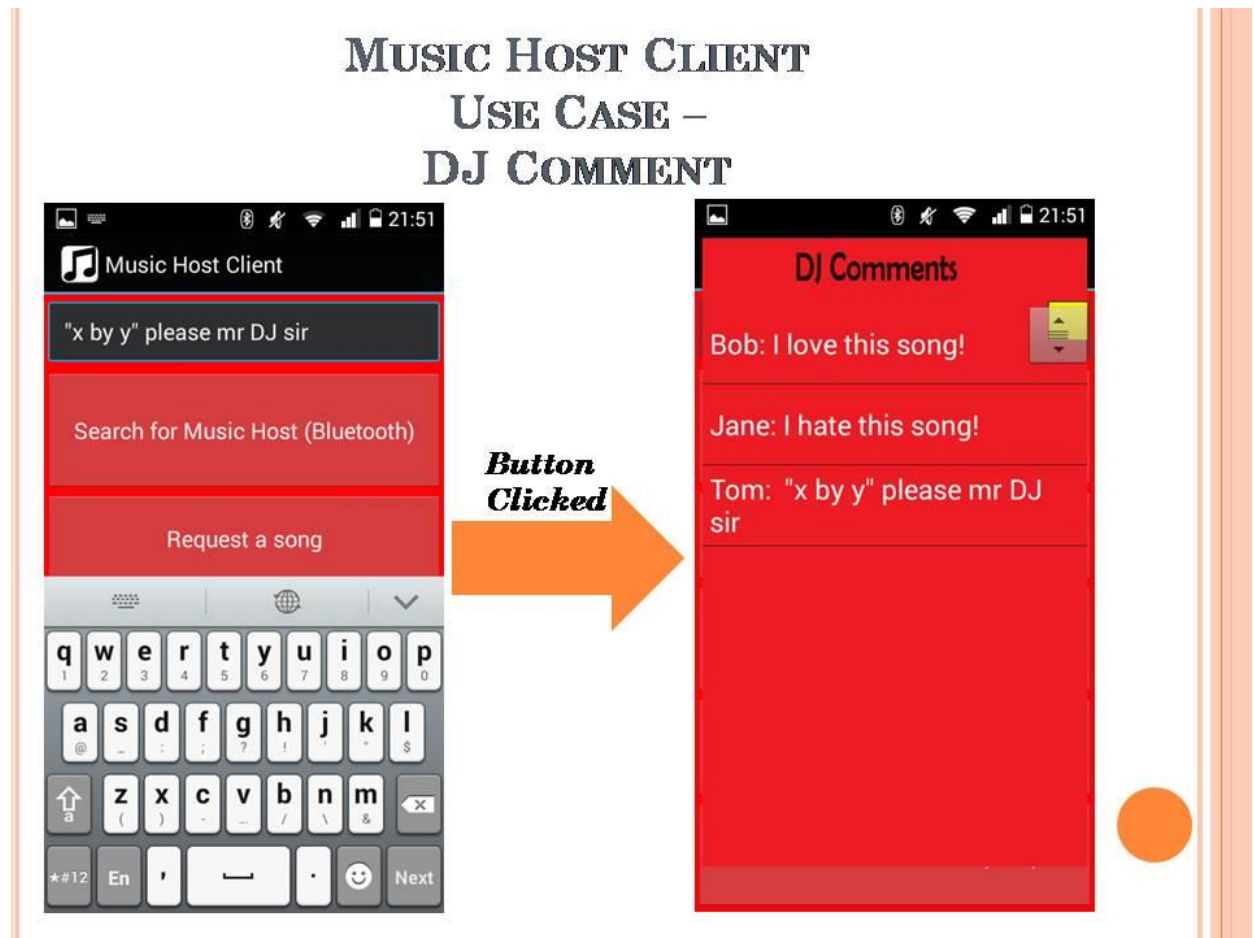 MUSIC HOST CLIENT
USE CASE –
DJ COMMENT
21:51
Music Host Client
"x by y" please mr DJ sir
Search for Music Host (Bluetooth)
Request a song
q w e r t y u i o p
1 2 3 4 5 6 7 8 9 0
a s d f g h j k l
@ _ : ; ? ! ' " $
a z x c v b n m
( ) - ... / \ &
*#12 En , . Next
Button
Clicked
21:51
DJ Comments
Bob: I love this song!
Jane: I hate this song!
Tom: "x by y" please mr DJ
sir